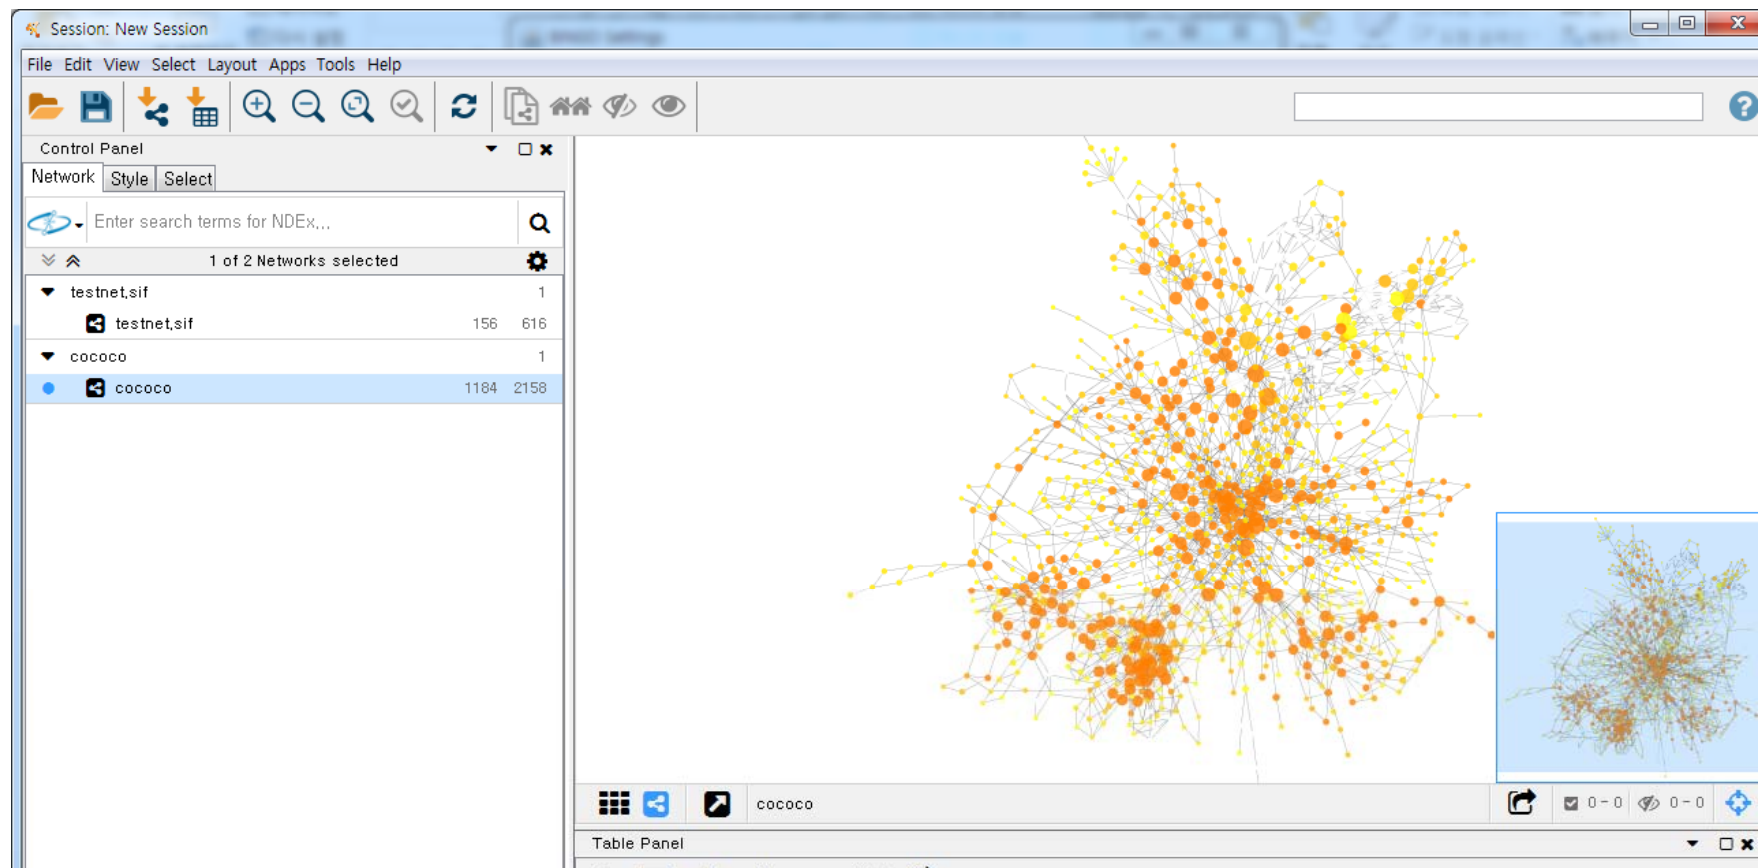 Session: New Session
File Edit View Select Layout Apps Tools Help
Control Panel
Network Style Select
Enter search terms for NDEx...
1 of 2 Networks selected
testnet.sif 1
testnet.sif 156 616
cococo 1
cococo 1184 2158
cococo
0 - 0 0 - 0
Table Panel